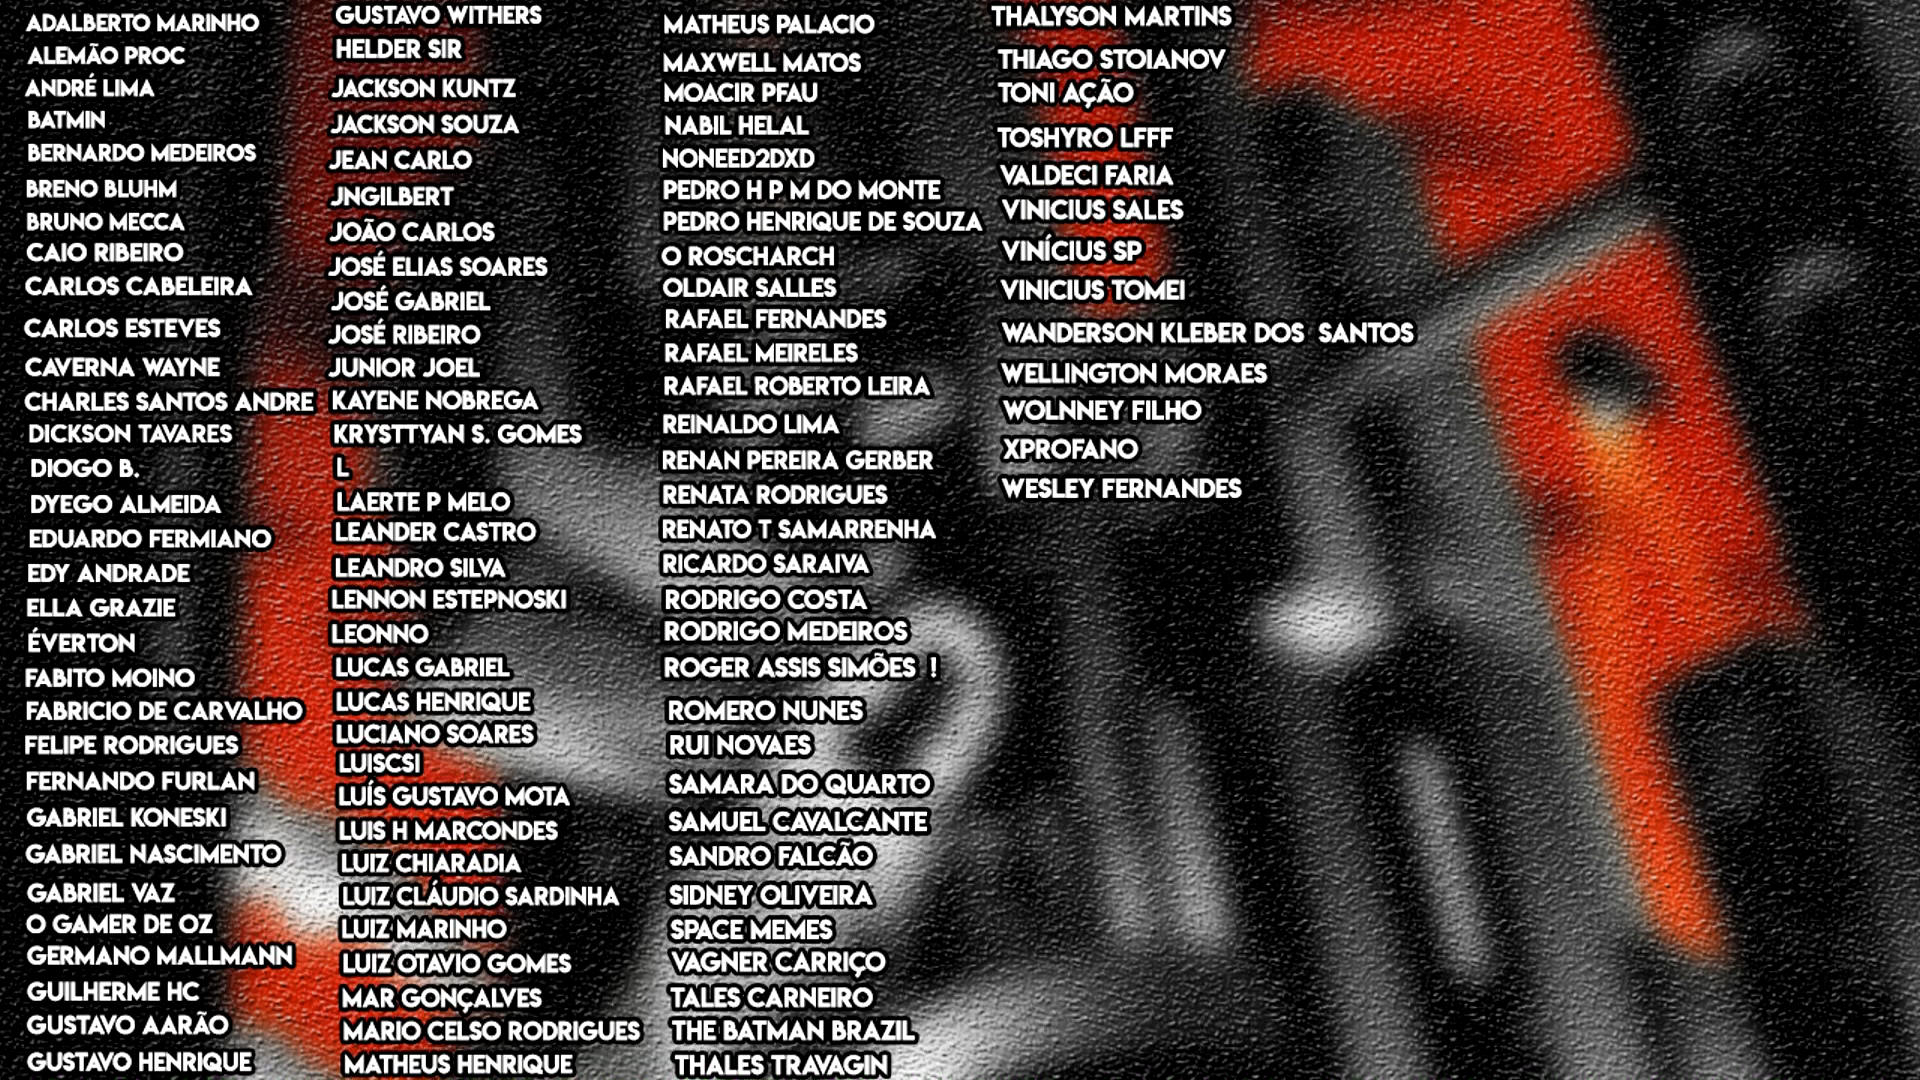 ADALBERTO MARINHO
ALEMÃO PROC
ANDRÉ LIMA
BATMIN
BERNARDO MEDEIROS
BRENO BLUHM
BRUNO MECCA
CAIO RIBEIRO
CARLOS CABELEIRA
CARLOS ESTEVES
CAVERNA WAYNE
CHARLES SANTOS ANDRE
DICKSON TAVARES
DIOGO B.
DYEGO ALMEIDA
EDUARDO FERMIANO
EDY ANDRADE
ELLA GRAZIE
ÉVERTON
FABITO MOINO
FABRICIO DE CARVALHO
FELIPE RODRIGUES
FERNANDO FURLAN
GABRIEL KONESKI
GABRIEL NASCIMENTO
GABRIEL VAZ
O GAMER DE OZ
GERMANO MALLMANN
GUILHERME HC
GUSTAVO AARÃO
GUSTAVO HENRIQUE
GUSTAVO WITHERS
HELDER SIR
JACKSON KUNTZ
JACKSON SOUZA
JEAN CARLO
JNGILBERT
JOÃO CARLOS
JOSÉ ELIAS SOARES
JOSÉ GABRIEL
JOSÉ RIBEIRO
JUNIOR JOEL
KAYENE NOBREGA
KRYSTTYAN S. GOMES
L
LAERTE P MELO
LEANDER CASTRO
LEANDRO SILVA
LENNON ESTEPNOSKI
LEONNO
LUCAS GABRIEL
LUCAS HENRIQUE
LUCIANO SOARES
LUISCSI
LUÍS GUSTAVO MOTA
LUIS H MARCONDES
LUIZ CHIARADIA
LUIZ CLÁUDIO SARDINHA
LUIZ MARINHO
LUIZ OTAVIO GOMES
MAR GONÇALVES
MARIO CELSO RODRIGUES
MATHEUS HENRIQUE
MATHEUS PALACIO
MAXWELL MATOS
MOACIR PFAU
NABIL HELAL
NONEED2DXD
PEDRO H P M DO MONTE
PEDRO HENRIQUE DE SOUZA
O ROSCHARCH
OLDAIR SALLES
RAFAEL FERNANDES
RAFAEL MEIRELES
RAFAEL ROBERTO LEIRA
REINALDO LIMA
RENAN PEREIRA GERBER
RENATA RODRIGUES
RENATO T SAMARRENHA
RICARDO SARAIVA
RODRIGO COSTA
RODRIGO MEDEIROS
ROGER ASSIS SIMÕES !
ROMERO NUNES
RUI NOVAES
SAMARA DO QUARTO
SAMUEL CAVALCANTE
SANDRO FALCÃO
SIDNEY OLIVEIRA
SPACE MEMES
VAGNER CARRIÇO
TALES CARNEIRO
THE BATMAN BRAZIL
THALES TRAVAGIN
THALYSON MARTINS
THIAGO STOIANOV
TONI AÇÃO
TOSHYRO LFFF
VALDECI FARIA
VINICIUS SALES
VINÍCIUS SP
VINICIUS TOMEI
WANDERSON KLEBER DOS SANTOS
WELLINGTON MORAES
WOLNNEY FILHO
XPROFANO
WESLEY FERNANDES